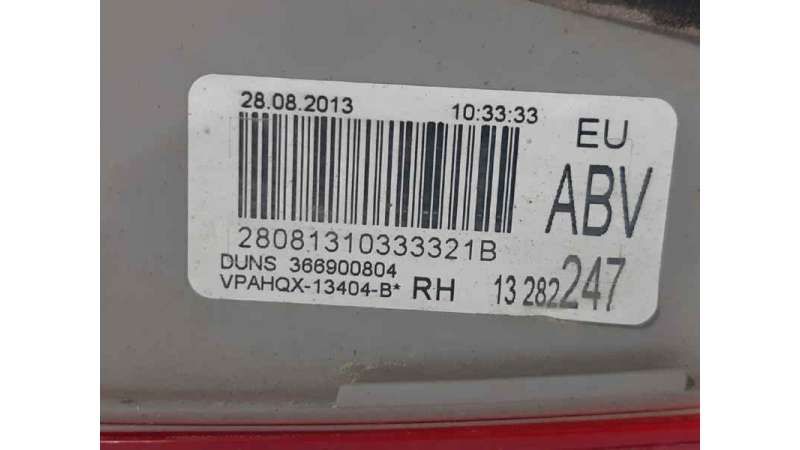 28.08.2013 10:33:33
EU
ABV
28081310333321B
DUNS 366900804
VPAHQX-13404-B* RH 13 282 247